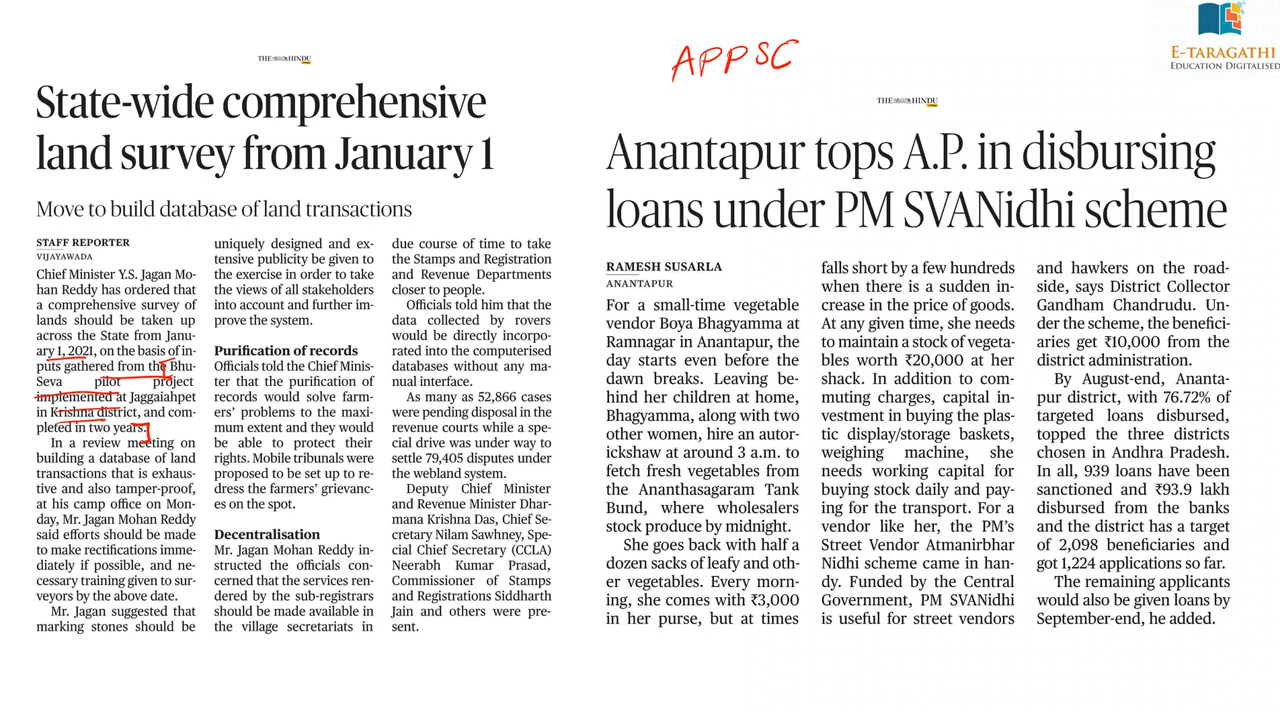 APPSC
E-TARAGATHI
EDUCATION DIGITALISED
THE HINDU
State-wide comprehensive
land survey from January 1
Move to build database of land transactions
STAFF REPORTER
VIJAYAWADA
Chief Minister Y.S. Jagan Mo-
han Reddy has ordered that
a comprehensive survey of
lands should be taken up
across the State from Janu-
ary 1, 2021, on the basis of in-
puts gathered from the Bhu-
Seva pilot project
implemented at Jaggaiahpet
in Krishna district, and com-
pleted in two years.
In a review meeting on
building a database of land
transactions that is exhaus-
tive and also tamper-proof,
at his camp office on Mon-
day, Mr. Jagan Mohan Reddy
said efforts should be made
to make rectifications imme-
diately if possible, and ne-
cessary training given to sur-
veyors by the above date.
Mr. Jagan suggested that
marking stones should be
uniquely designed and ex-
tensive publicity be given to
the exercise in order to take
the views of all stakeholders
into account and further im-
prove the system.
Purification of records
Officials told the Chief Minis-
ter that the purification of
records would solve farm-
ers' problems to the maxi-
mum extent and they would
be able to protect their
rights. Mobile tribunals were
proposed to be set up to re-
dress the farmers' grievanc-
es on the spot.
Decentralisation
Mr. Jagan Mohan Reddy in-
structed the officials con-
cerned that the services ren-
dered by the sub-registrars
should be made available in
the village secretariats in
due course of time to take
the Stamps and Registration
and Revenue Departments
closer to people.
Officials told him that the
data collected by rovers
would be directly incorpo-
rated into the computerised
databases without any ma-
nual interface.
As many as 52,866 cases
were pending disposal in the
revenue courts while a spe-
cial drive was under way to
settle 79,405 disputes under
the webland system.
Deputy Chief Minister
and Revenue Minister Dhar-
mana Krishna Das, Chief Se-
cretary Nilam Sawhney, Spe-
cial Chief Secretary (CCLA)
Neerabh Kumar Prasad,
Commissioner of Stamps
and Registrations Siddharth
Jain and others were pre-
sent.
THE HINDU
Anantapur tops A.P. in disbursing
loans under PM SVANidhi scheme
RAMESH SUSARLA
ANANTAPUR
For a small-time vegetable
vendor Boya Bhagyamma at
Ramnagar in Anantapur, the
day starts even before the
dawn breaks. Leaving be-
hind her children at home,
Bhagyamma, along with two
other women, hire an autor-
ickshaw at around 3 a.m. to
fetch fresh vegetables from
the Ananthasagaram Tank
Bund, where wholesalers
stock produce by midnight.
She goes back with half a
dozen sacks of leafy and oth-
er vegetables. Every morn-
ing, she comes with ₹3,000
in her purse, but at times
falls short by a few hundreds
when there is a sudden in-
crease in the price of goods.
At any given time, she needs
to maintain a stock of vegeta-
bles worth ₹20,000 at her
shack. In addition to com-
muting charges, capital in-
vestment in buying the plas-
tic display/storage baskets,
weighing machine, she
needs working capital for
buying stock daily and pay-
ing for the transport. For a
vendor like her, the PM's
Street Vendor Atmanirbhar
Nidhi scheme came in han-
dy. Funded by the Central
Government, PM SVANidhi
is useful for street vendors
and hawkers on the road-
side, says District Collector
Gandham Chandrudu. Un-
der the scheme, the benefici-
aries get ₹10,000 from the
district administration.
By August-end, Ananta-
pur district, with 76.72% of
targeted loans disbursed,
topped the three districts
chosen in Andhra Pradesh.
In all, 939 loans have been
sanctioned and ₹93.9 lakh
disbursed from the banks
and the district has a target
of 2,098 beneficiaries and
got 1,224 applications so far.
The remaining applicants
would also be given loans by
September-end, he added.